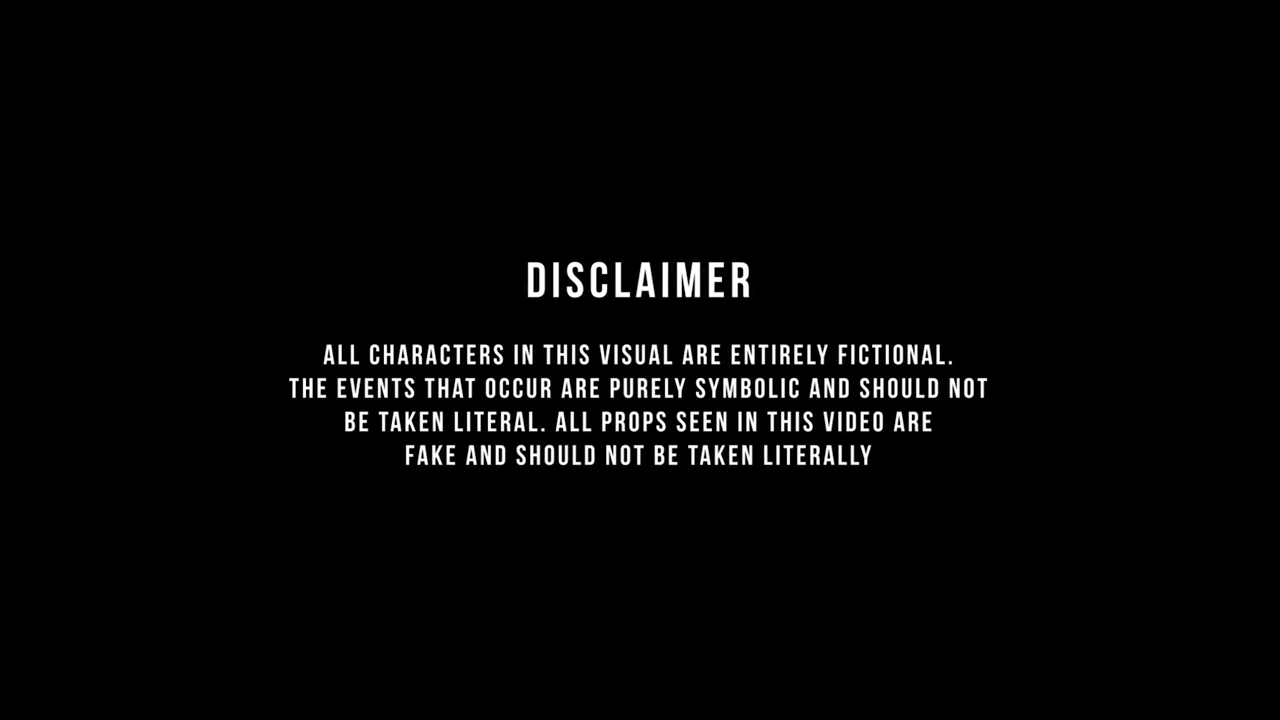 DISCLAIMER
ALL CHARACTERS IN THIS VISUAL ARE ENTIRELY FICTIONAL.
THE EVENTS THAT OCCUR ARE PURELY SYMBOLIC AND SHOULD NOT
BE TAKEN LITERAL. ALL PROPS SEEN IN THIS VIDEO ARE
FAKE AND SHOULD NOT BE TAKEN LITERALLY